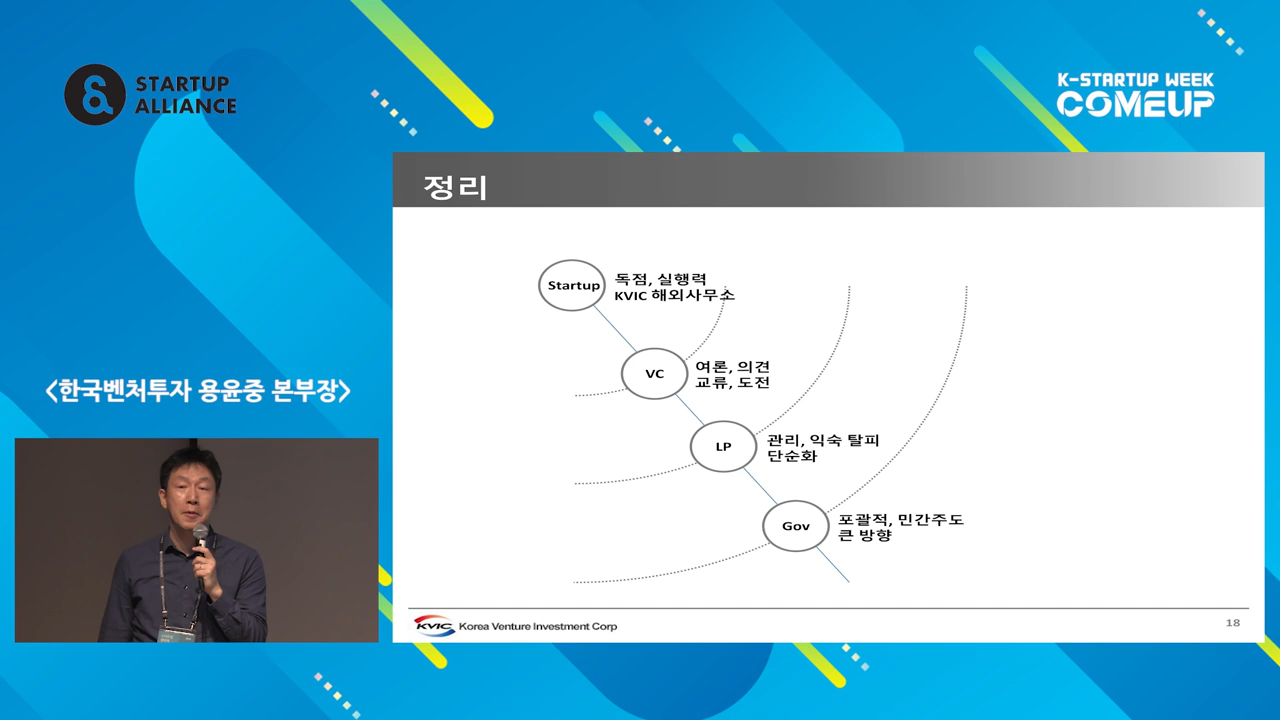 STARTUP
ALLIANCE
K-STARTUP WEEK
COMEUP
정리
Startup
독점, 실행력
KVIC 해외사무소
VC
여론, 의견
교류, 도전
LP
관리, 익숙 탈피
단순화
Gov
포괄적, 민간주도
큰 방향
<한국벤처투자 용윤중 본부장>
KVIC Korea Venture Investment Corp
18